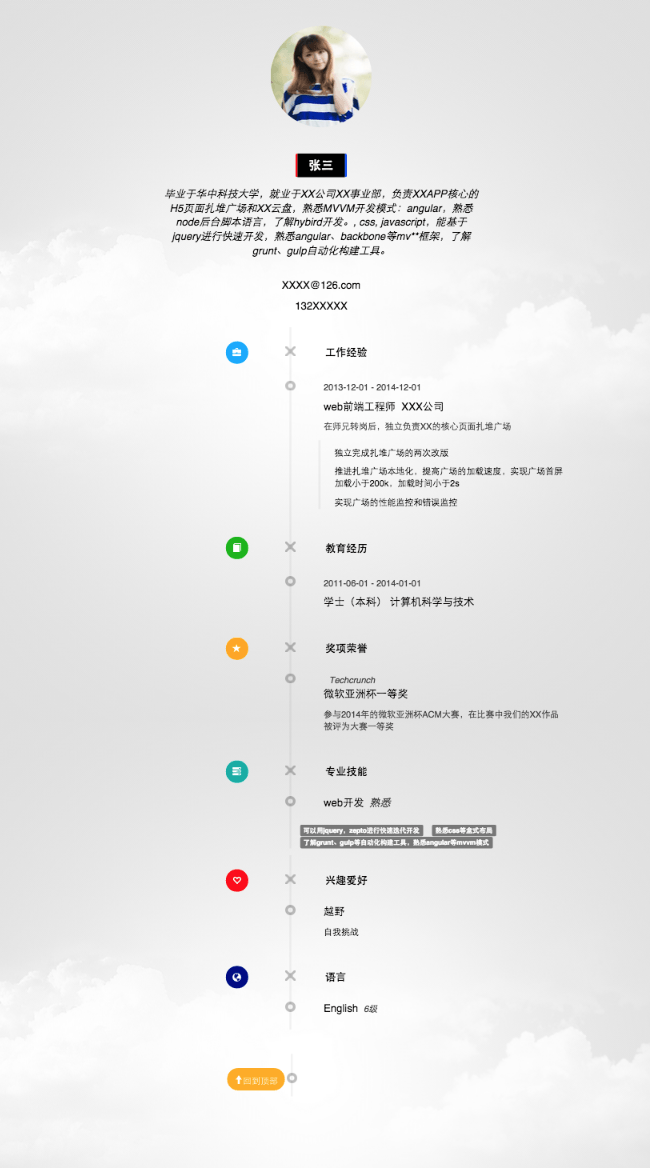 张三
毕业于华中科技大学，就业于XX公司XX事业部，负责XXAPP核心的
H5页面扎堆广场和XX云盘，熟悉MVVM开发模式：angular，熟悉
node后台脚本语言，了解hybird开发。, css, javascript，能基于
jquery进行快速开发，熟悉angular、backbone等mv**框架，了解
grunt、gulp自动化构建工具。
XXXX@126.com
132XXXXX
工作经验
2013-12-01 - 2014-12-01
web前端工程师 XXX公司
在师兄转岗后，独立负责XX的核心页面扎堆广场
独立完成扎堆广场的两次改版
推进扎堆广场本地化，提高广场的加载速度，实现广场首屏
加载小于200k，加载时间小于2s
实现广场的性能监控和错误监控
教育经历
2011-06-01 - 2014-01-01
学士（本科） 计算机科学与技术
奖项荣誉
Techcrunch
微软亚洲杯一等奖
参与2014年的微软亚洲杯ACM大赛，在比赛中我们的XX作品
被评为大赛一等奖
专业技能
web开发 熟悉
可以用jquery，zepto进行快速迭代开发 熟悉css等盒式布局
了解grunt、gulp等自动化构建工具，熟悉angular等mvvm模式
兴趣爱好
越野
自我挑战
语言
English 6级
回到顶部